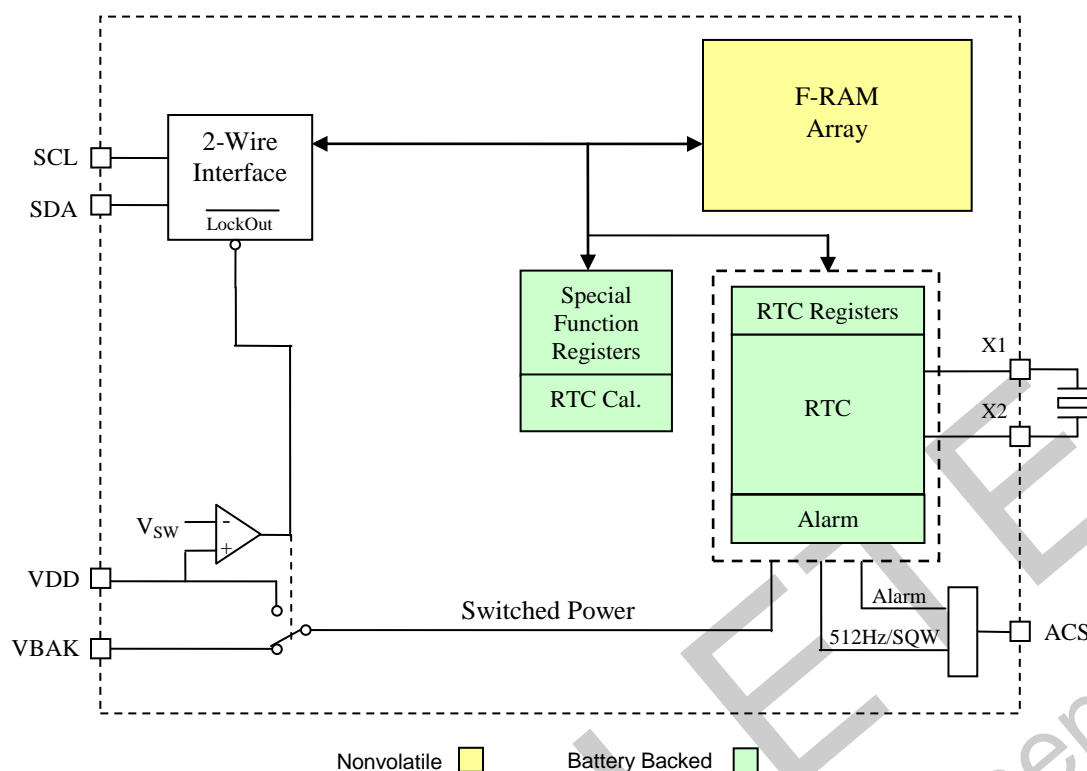 F-RAM
Array
2-Wire
Interface
LockOut
SCL
SDA
Special
Function
Registers
RTC Cal.
RTC Registers
RTC
Alarm
X1
X2
VSW
-
+
VDD
VBAK
Switched Power
Alarm
512Hz/SQW
ACS
Nonvolatile
Battery Backed